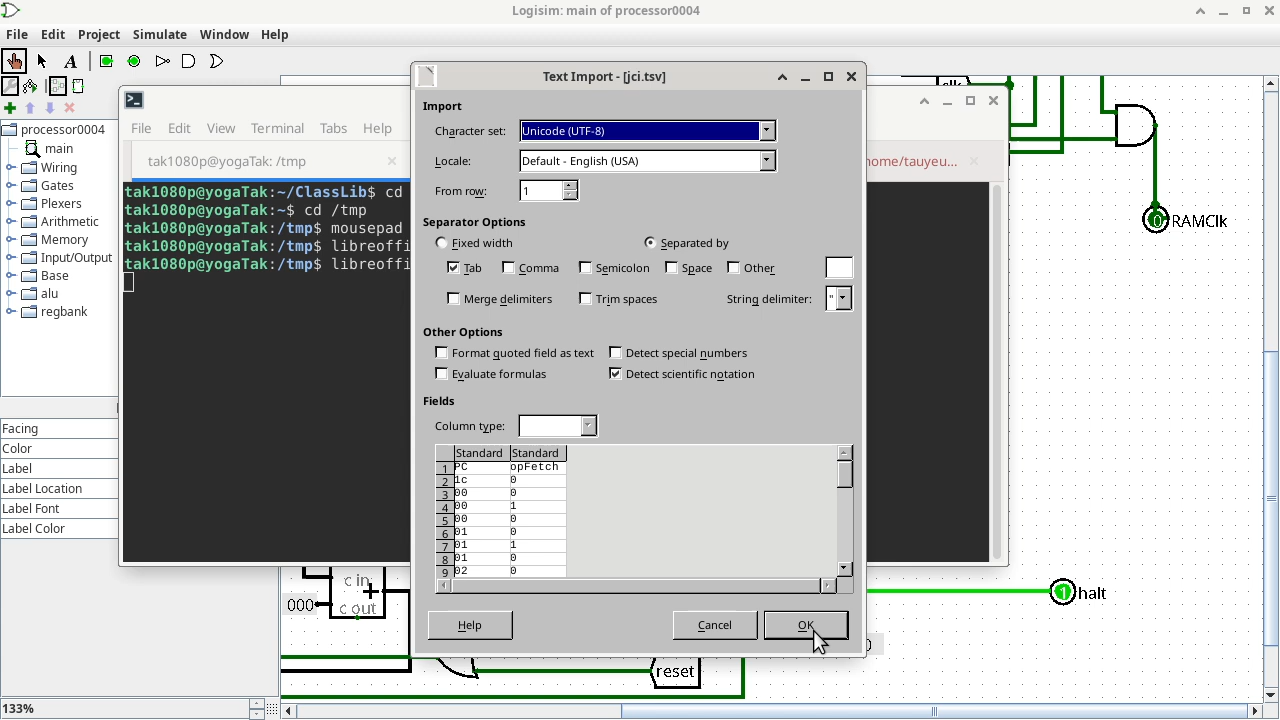 Logisim: main of processor0004
File Edit Project Simulate Window Help
A
processor0004
main
Wiring
Gates
Plexers
Arithmetic
Memory
Input/Output
Base
alu
regbank
Facing
Color
Label
Label Location
Label Font
Label Color
133%
File Edit View Terminal Tabs Help
tak1080p@yogaTak: /tmp
home/tauyeu...
tak1080p@yogaTak:~/ClassLib$ cd
tak1080p@yogaTak:~$ cd /tmp
tak1080p@yogaTak:/tmp$ mousepad
tak1080p@yogaTak:/tmp$ libreoffi
tak1080p@yogaTak:/tmp$ libreoffi
Text Import - [jci.tsv]
Import
Character set: Unicode (UTF-8)
Locale: Default - English (USA)
From row: 1
Separator Options
Fixed width Separated by
Tab Comma Semicolon Space Other
Merge delimiters Trim spaces String delimiter: "
Other Options
Format quoted field as text Detect special numbers
Evaluate formulas Detect scientific notation
Fields
Column type:
Standard Standard
1 PC opFetch
2 1c 0
3 00 0
4 00 1
5 00 0
6 01 0
7 01 1
8 01 0
9 02 0
Help Cancel OK
0 RAMClk
c in
000
c out
1 halt
reset